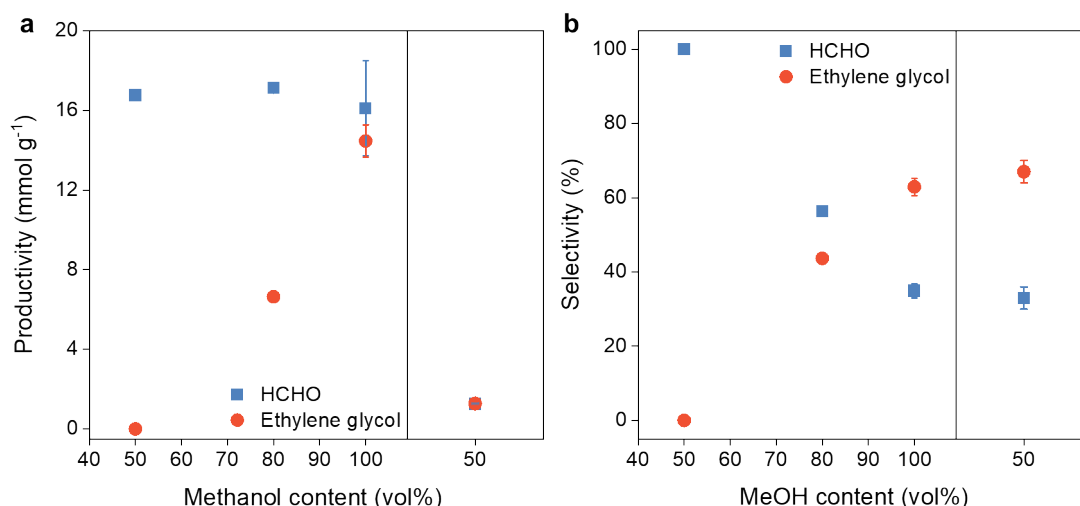 a
Productivity (mmol g-1)
20
16
12
8
4
0
HCHO
Ethylene glycol
40 50 60 70 80 90 100 50
Methanol content (vol%)
b
Selectivity (%)
100
80
60
40
20
0
HCHO
Ethylene glycol
40 50 60 70 80 90 100 50
MeOH content (vol%)